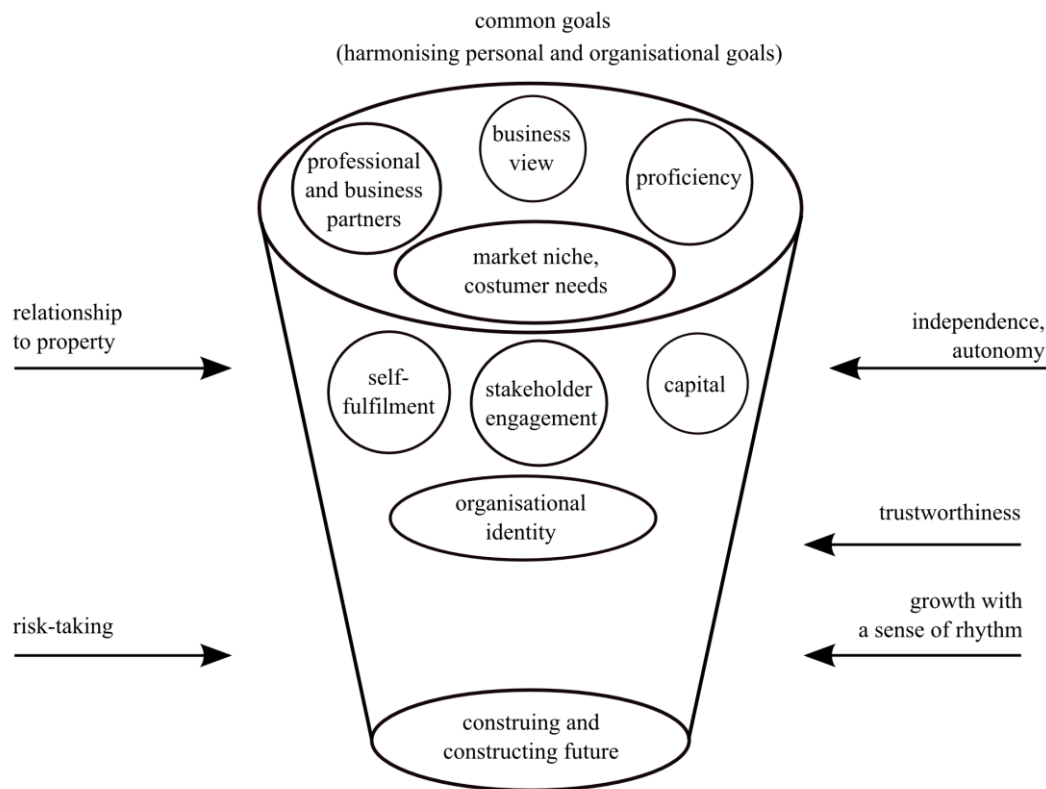 common goals
(harmonising personal and organisational goals)
business
view
professional
and business
partners
proficiency
market niche,
costumer needs
relationship
to property
independence,
autonomy
self-
fulfilment
stakeholder
engagement
capital
organisational
identity
trustworthiness
risk-taking
growth with
a sense of rhythm
construing and
constructing future